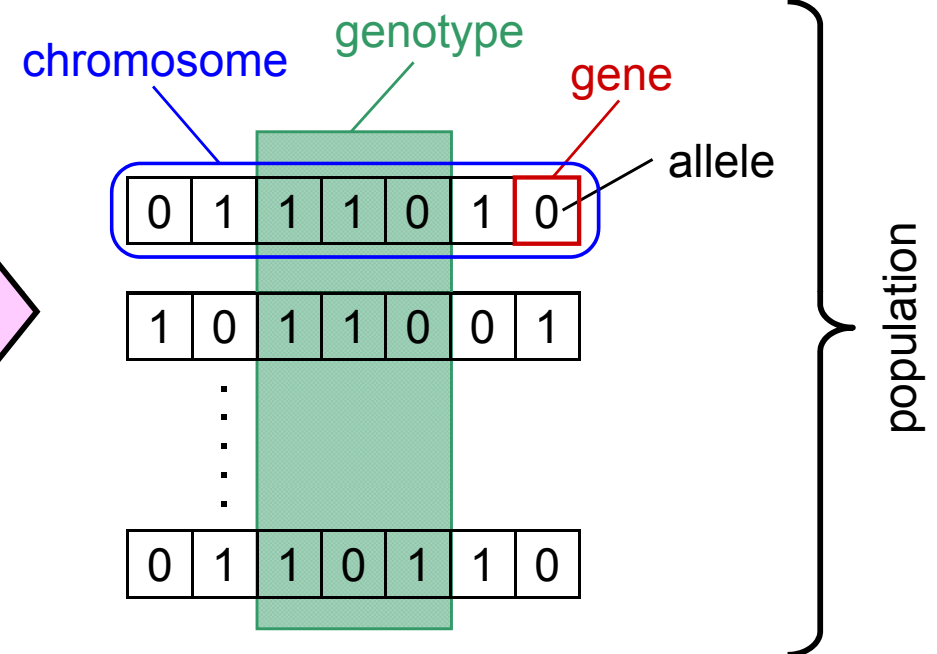 genotype
chromosome
gene
allele
0 1 1 1 0 1 0
1 0 1 1 0 0 1
0 1 1 0 1 1 0
population